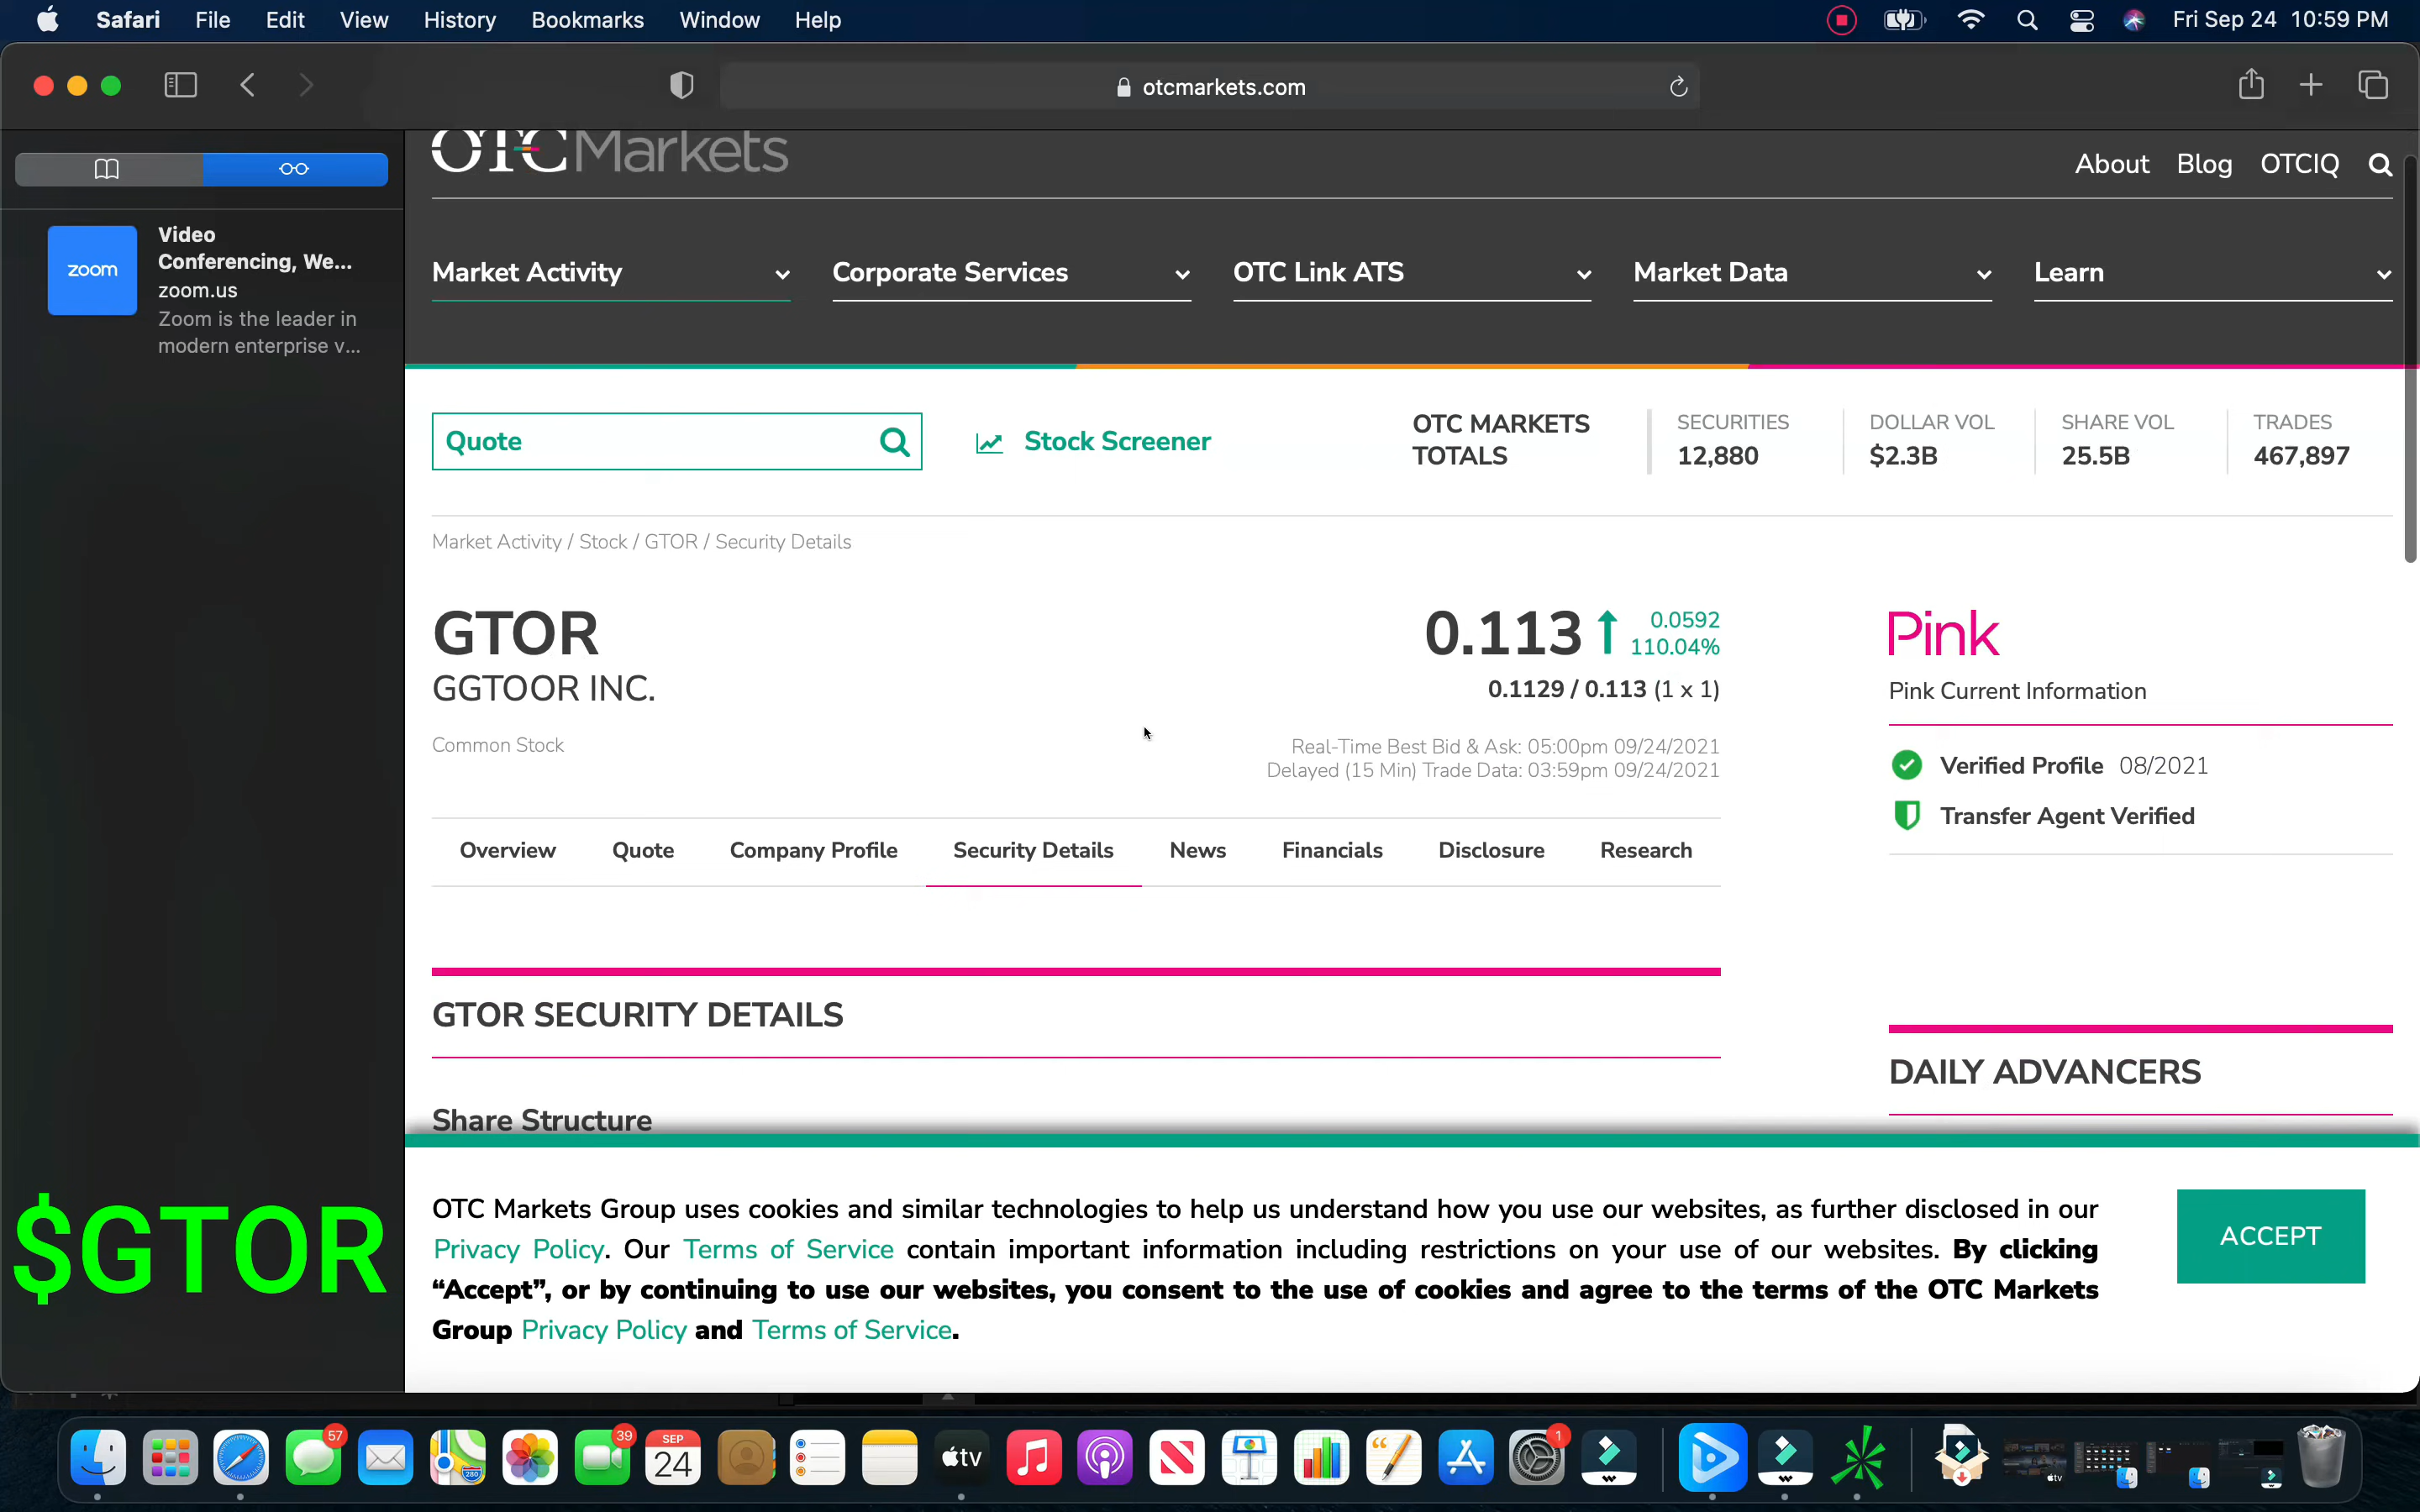 Safari File Edit View History Bookmarks Window Help Fri Sep 24 10:59 PM
otcmarkets.com
OTC Markets
About Blog OTCIQ
zoom
Video
Conferencing, We...
zoom.us
Zoom is the leader in
modern enterprise v...
Market Activity Corporate Services OTC Link ATS Market Data Learn
Quote
Stock Screener
OTC MARKETS
TOTALS
SECURITIES
12,880
DOLLAR VOL
$2.3B
SHARE VOL
25.5B
TRADES
467,897
Market Activity / Stock / GTOR / Security Details
GTOR
GGTOOR INC.
Common Stock
0.113
0.0592
110.04%
0.1129 / 0.113 (1 x 1)
Real-Time Best Bid & Ask: 05:00pm 09/24/2021
Delayed (15 Min) Trade Data: 03:59pm 09/24/2021
Pink
Pink Current Information
Verified Profile 08/2021
Transfer Agent Verified
Overview Quote Company Profile Security Details News Financials Disclosure Research
GTOR SECURITY DETAILS
Share Structure
DAILY ADVANCERS
$GTOR
OTC Markets Group uses cookies and similar technologies to help us understand how you use our websites, as further disclosed in our
Privacy Policy. Our Terms of Service contain important information including restrictions on your use of our websites. By clicking
“Accept”, or by continuing to use our websites, you consent to the use of cookies and agree to the terms of the OTC Markets
Group Privacy Policy and Terms of Service.
ACCEPT
57
280
39
SEP
24
tv
1